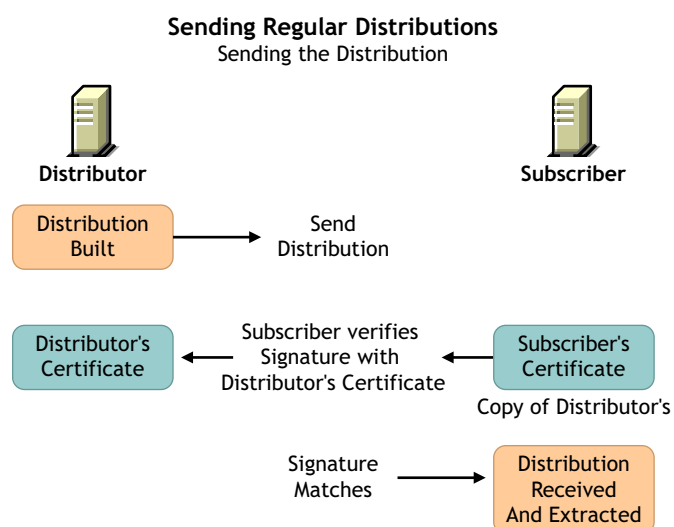 Sending Regular Distributions
Sending the Distribution
Distributor
Subscriber
Distribution
Built
Send
Distribution
Distributor's
Certificate
Subscriber verifies
Signature with
Distributor's Certificate
Subscriber's
Certificate
Copy of Distributor's
Signature
Matches
Distribution
Received
And Extracted